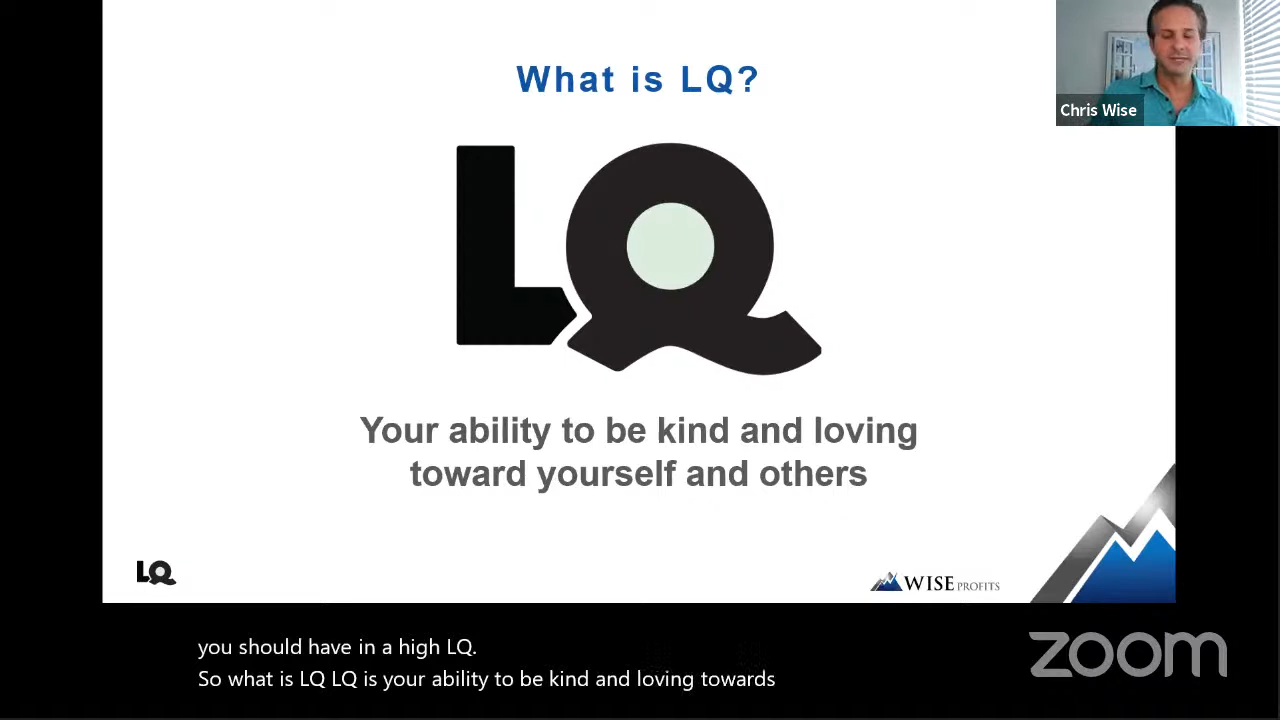 What is LQ?
Chris Wise
LQ
Your ability to be kind and loving
toward yourself and others
LQ
WISE PROFITS
you should have in a high LQ.
So what is LQ LQ is your ability to be kind and loving towards
zoom